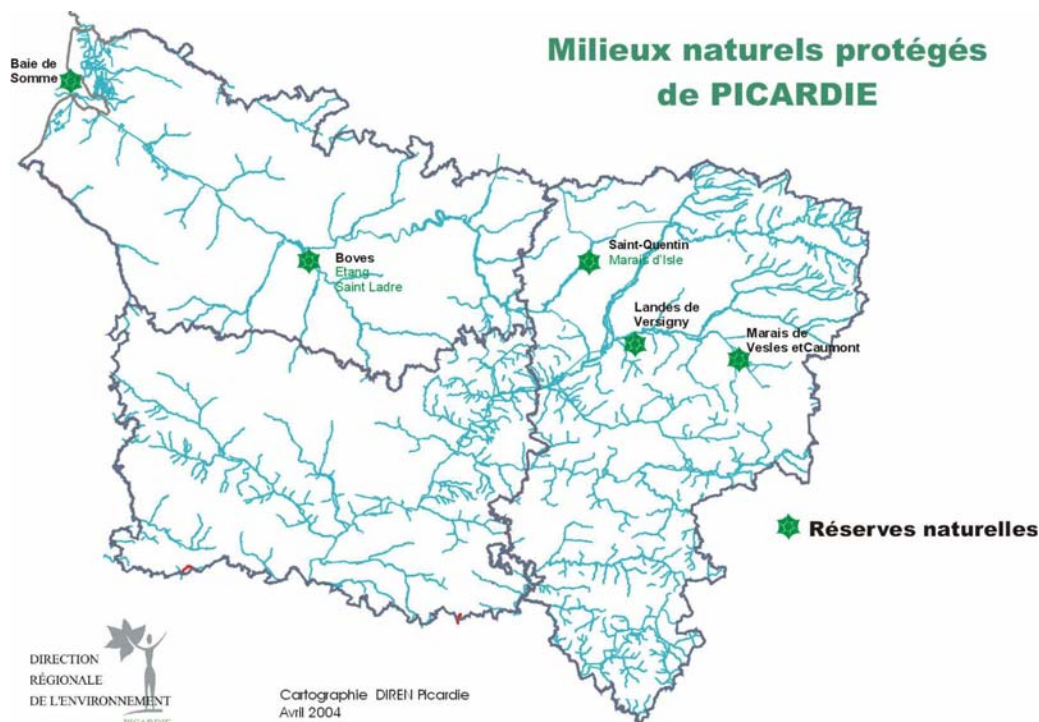 Milieux naturels protégés
de PICARDIE
Baie de
Somme
Boves
Etang
Saint Ladre
Saint-Quentin
Marais d'Isle
Landes de
Versigny
Marais de
Vesles etCaumont
Réserves naturelles
DIRECTION
RÉGIONALE
DE L'ENVIRONNEMENT
PICARDIE
Cartographie DIREN Picardie
Avril 2004